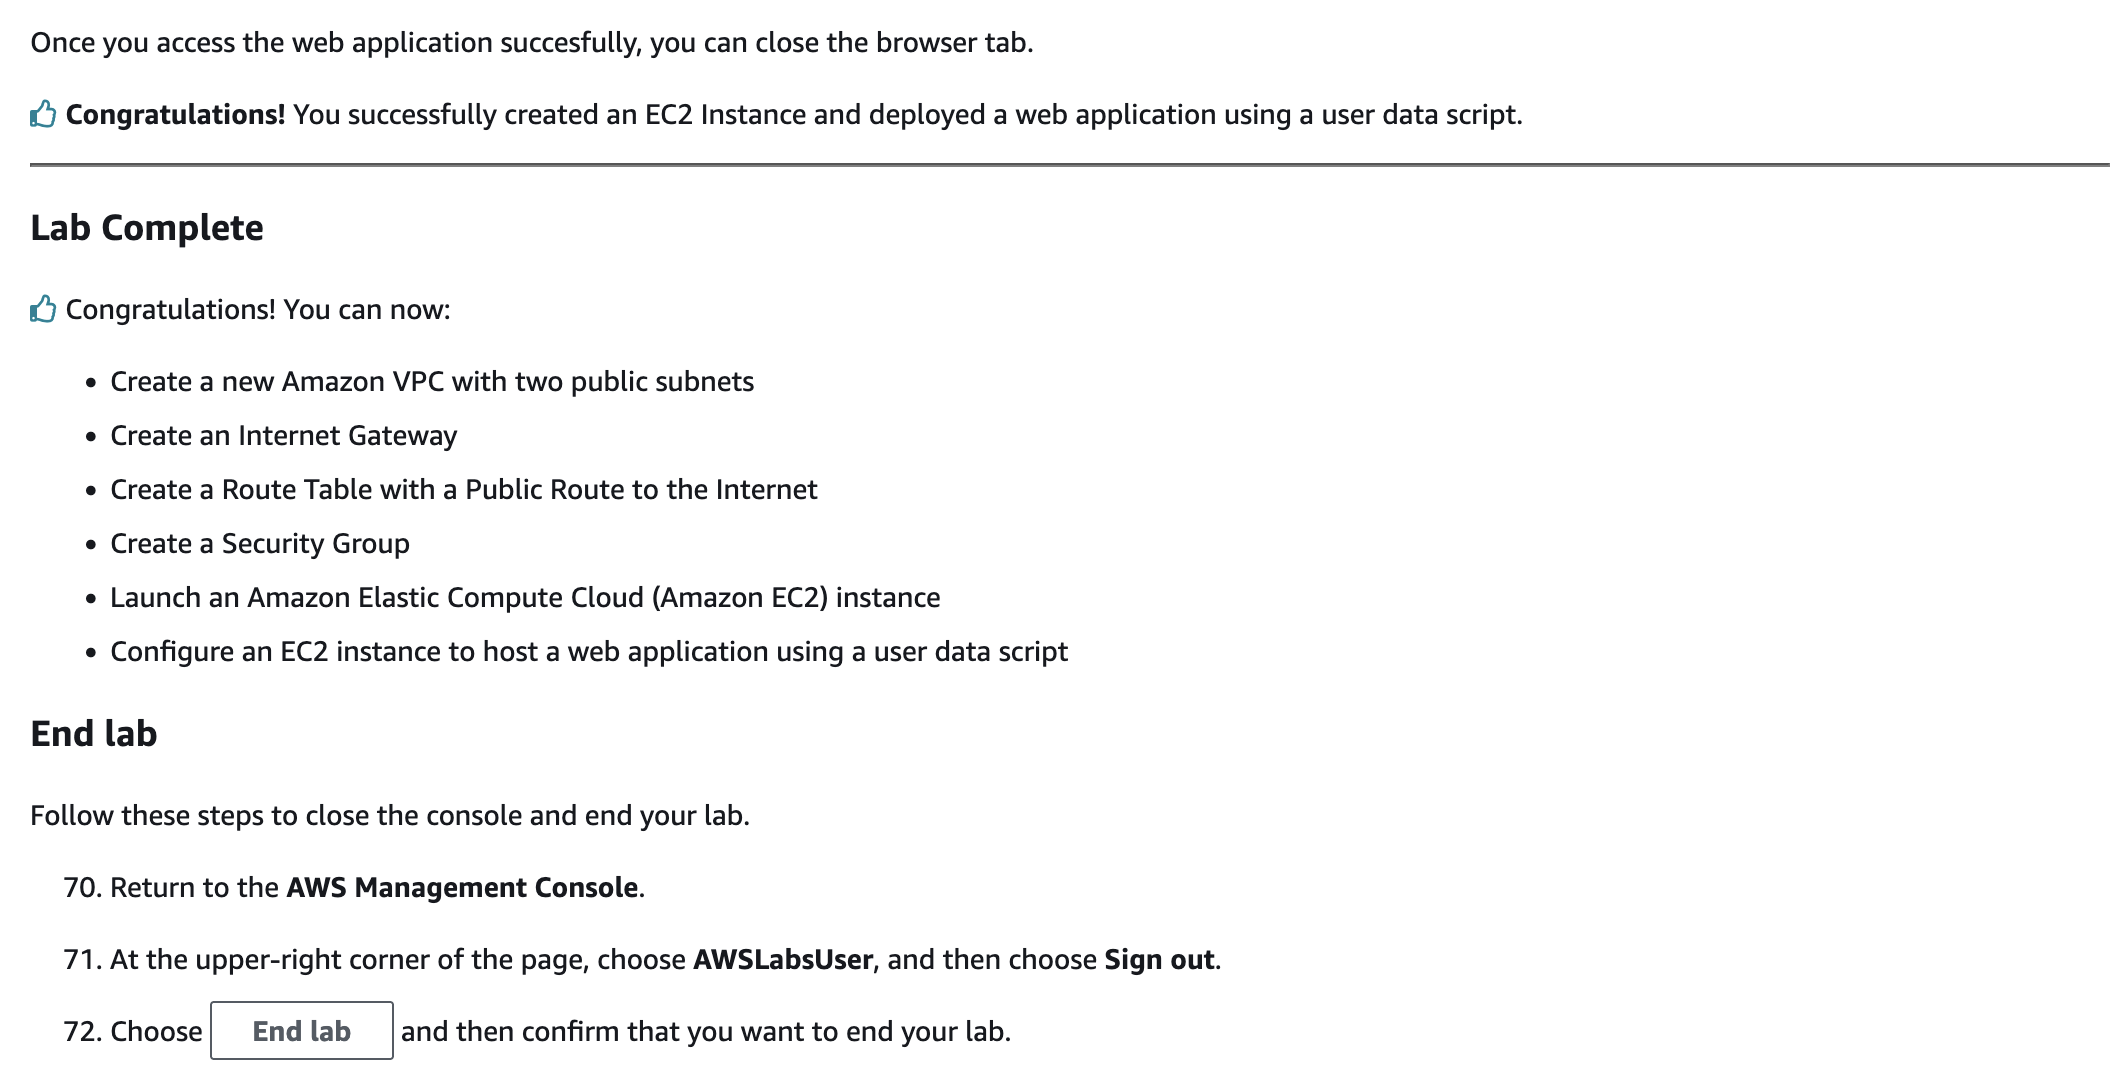 Once you access the web application succesfully, you can close the browser tab.
Congratulations! You successfully created an EC2 Instance and deployed a web application using a user data script.
Lab Complete
Congratulations! You can now:
• Create a new Amazon VPC with two public subnets
• Create an Internet Gateway
• Create a Route Table with a Public Route to the Internet
• Create a Security Group
• Launch an Amazon Elastic Compute Cloud (Amazon EC2) instance
• Configure an EC2 instance to host a web application using a user data script
End lab
Follow these steps to close the console and end your lab.
70. Return to the AWS Management Console.
71. At the upper-right corner of the page, choose AWSLabsUser, and then choose Sign out.
72. Choose End lab and then confirm that you want to end your lab.